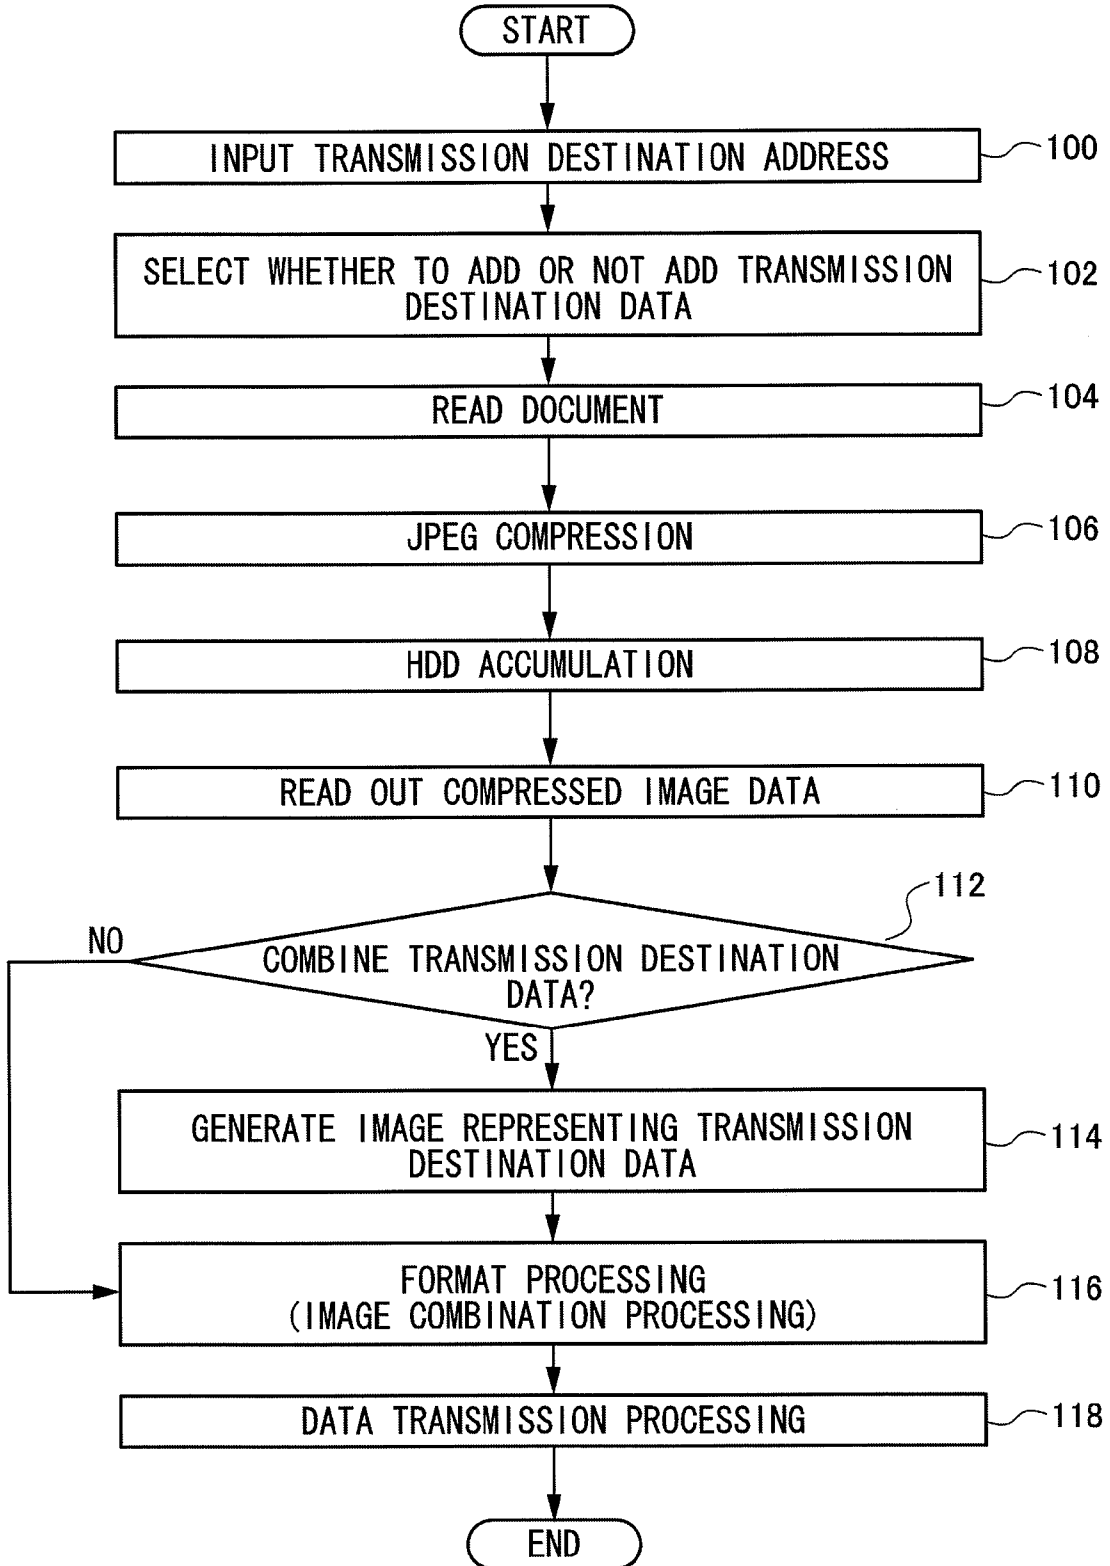 START
INPUT TRANSMISSION DESTINATION ADDRESS
100
SELECT WHETHER TO ADD OR NOT ADD TRANSMISSION
DESTINATION DATA
102
READ DOCUMENT
104
JPEG COMPRESSION
106
HDD ACCUMULATION
108
READ OUT COMPRESSED IMAGE DATA
110
112
NO
COMBINE TRANSMISSION DESTINATION
DATA?
YES
GENERATE IMAGE REPRESENTING TRANSMISSION
DESTINATION DATA
114
FORMAT PROCESSING
(IMAGE COMBINATION PROCESSING)
116
DATA TRANSMISSION PROCESSING
118
END